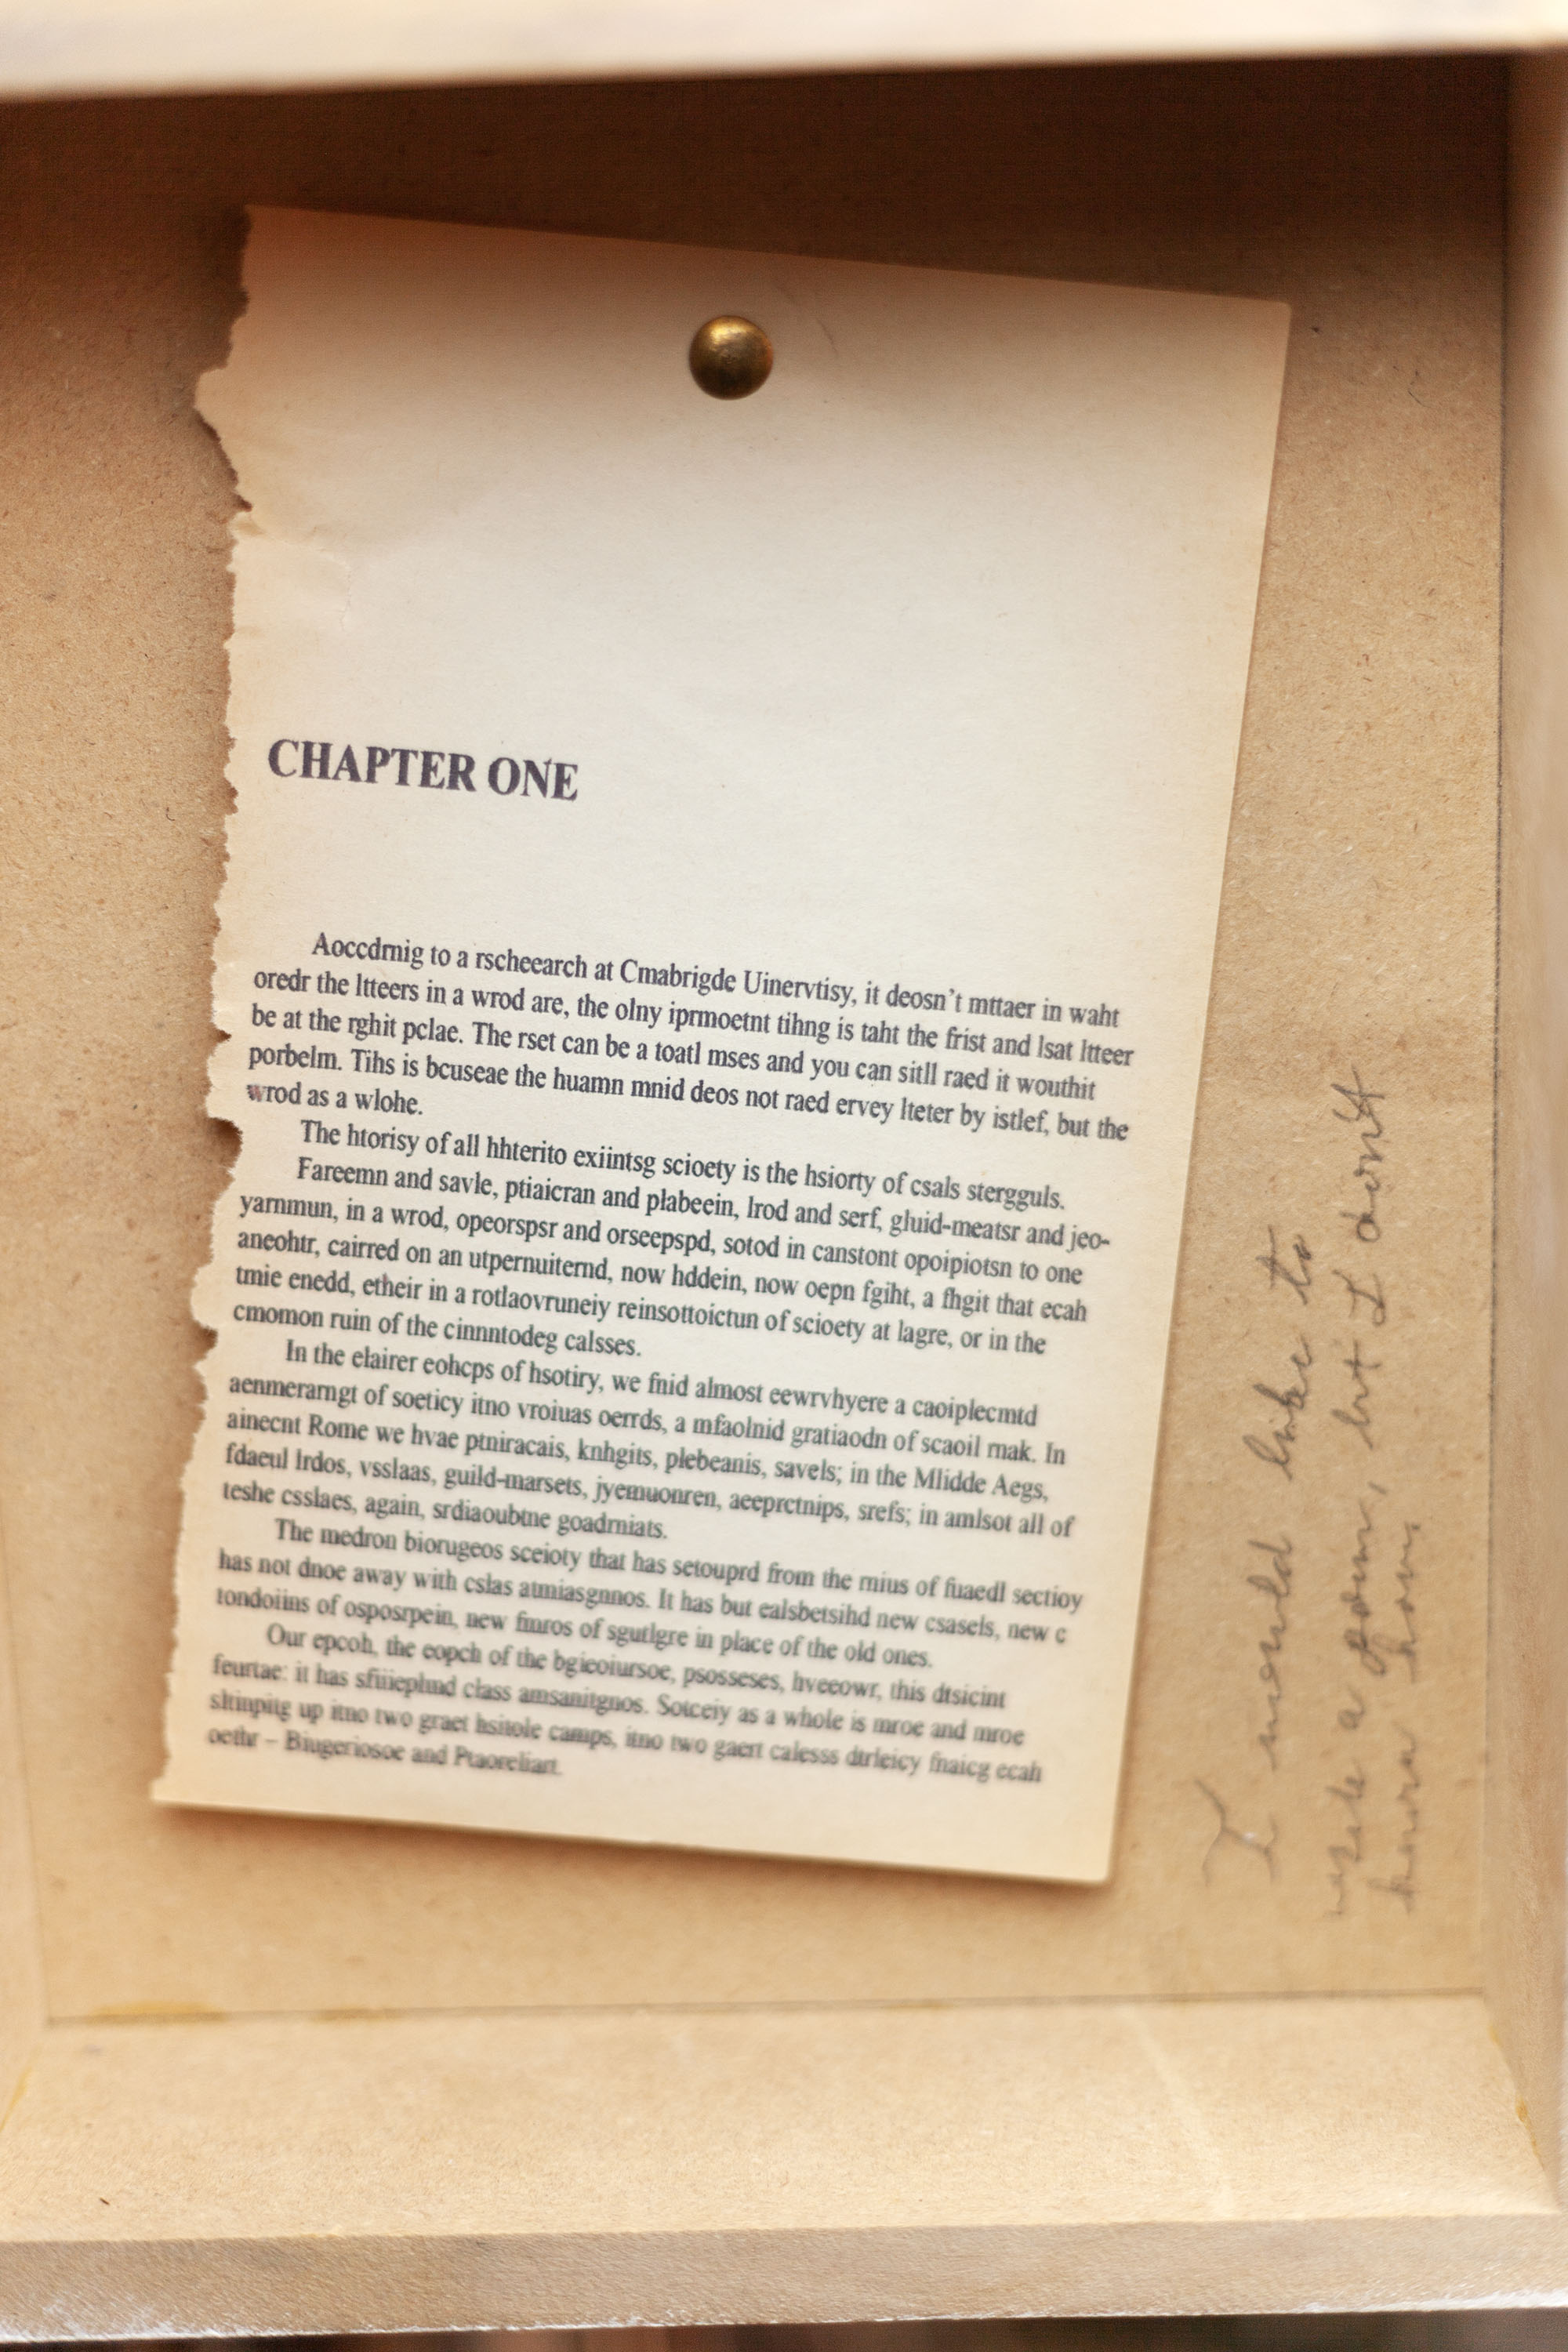 CHAPTER ONE
Aoccdrnig to a rscheearch at Cmabrigde Uinervtisy, it deosn't mttaer in waht
oredr the ltteers in a wrod are, the olny iprmoetnt tihng is taht the frist and lsat ltteer
be at the rghit pclae. The rset can be a toatl mses and you can sitll raed it wouthit
porbelm. Tihs is bcuseae the huamn mnid deos not raed ervey lteter by istlef, but the
wrod as a wlohe.
The htorisy of all hhterito exiintsg scioety is the hsiorty of csals stergguls.
Fareemn and savle, ptiaicran and plabeein, lrod and serf, gluid-meatsr and jeo-
yarnmun, in a wrod, opeorspsr and orseepspd, sotod in canstont opoipiotsn to one
aneohtr, cairred on an utpernuiternd, now hddein, now oepn fgiht, a fhgit that ecah
tmie enedd, etheir in a rotlaovruneiy reinsottoictun of scioety at lagre, or in the
cmomon ruin of the cinnntodeg calsses.
In the elairer eohcps of hsotiry, we fnid almost eewrvhyere a caoiplecmtd
aenmerarngt of soeticy itno vroiuas oerrds, a mfaolnid gratiaodn of scaoil rnak. In
ainecnt Rome we hvae ptniracais, knhgits, plebeanis, savels; in the Mlidde Aegs,
fdaeul lrdos, vsslaas, guild-marsets, jyemuonren, aeeprctnips, srefs; in amlsot all of
teshe csslaes, again, srdiaoubtne goadrniats.
The medron biorugeos sceioty that has setouprd from the rnius of fuaedl sectioy
has not dnoe away with cslas atmiasgnnos. It has but ealsbetsihd new csasels, new c
tondoiins of osposrpein, new fmros of sgutlgre in place of the old ones.
Our epcoh, the eopch of the bgieoiursoe, psosseses, hveeowr, this dtsicint
feurtae: it has class amsanitgnos. Sotceiy as a whole is mroe and mroe
up itno two graet hsitole camps, itno two gaert calesss dtrleicy fnaicg ecah
oethr – Biugeriosoe and Ptaoreliart.
I would like to
write a poem, but I don't
know how